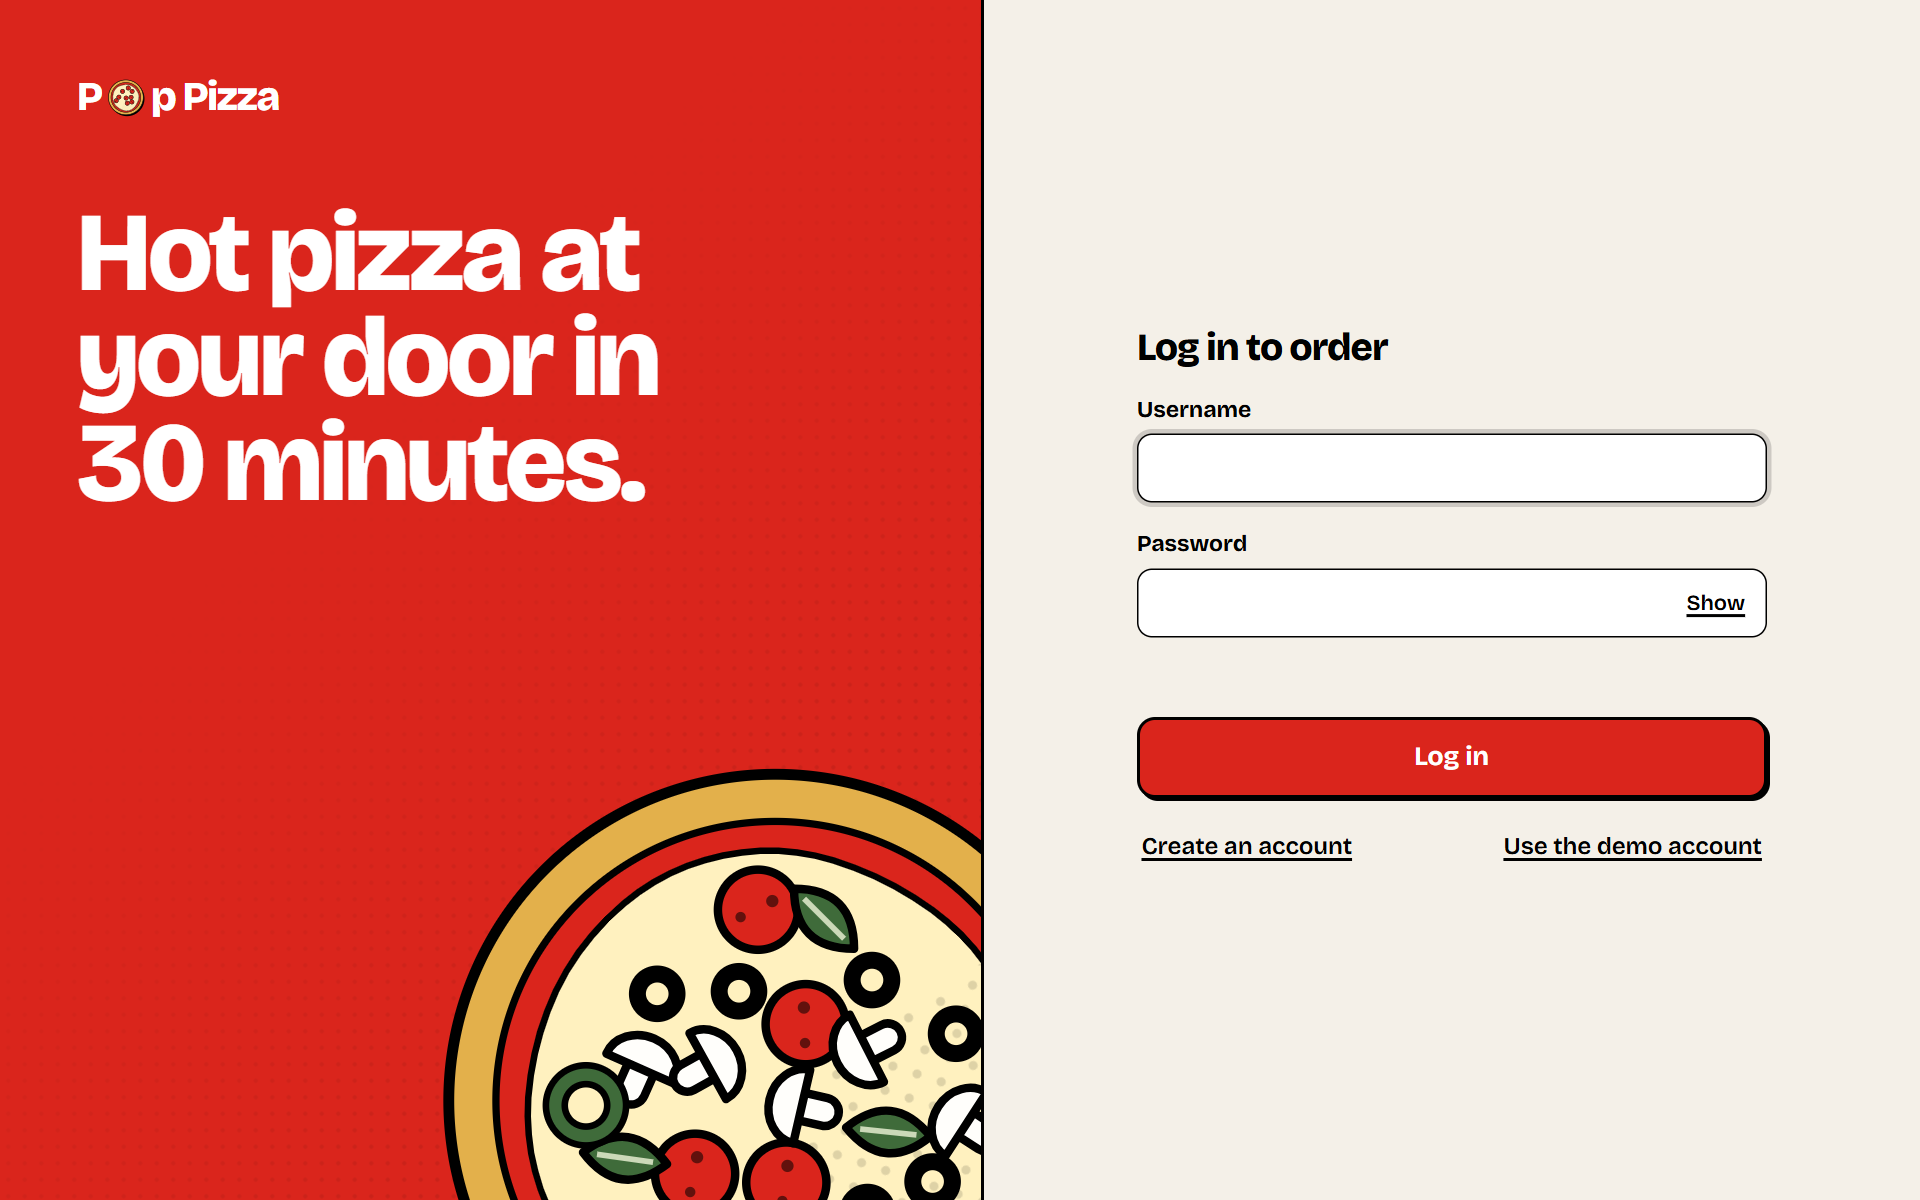 Pop Pizza
Hot pizza at
your door in
30 minutes.
Log in to order
Username
Password
Show
Log in
Create an account
Use the demo account